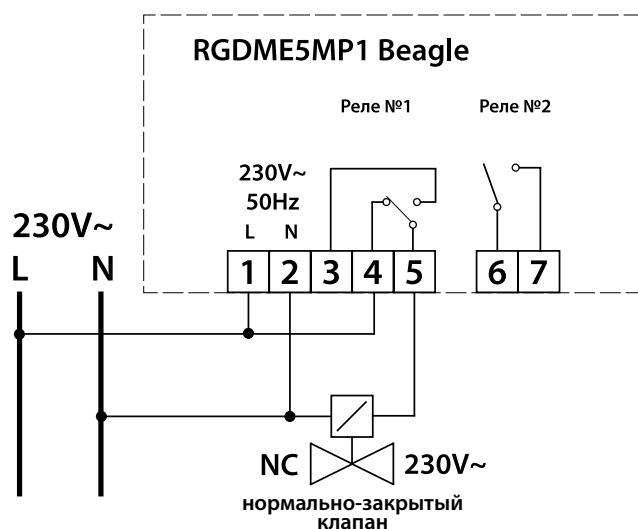 RGDME5MP1 Beagle
Реле №1
Реле №2
230V~
50Hz
L N
230V~
L N
1 2 3 4 5 6 7
NC
230V~
нормально-закрытый
клапан